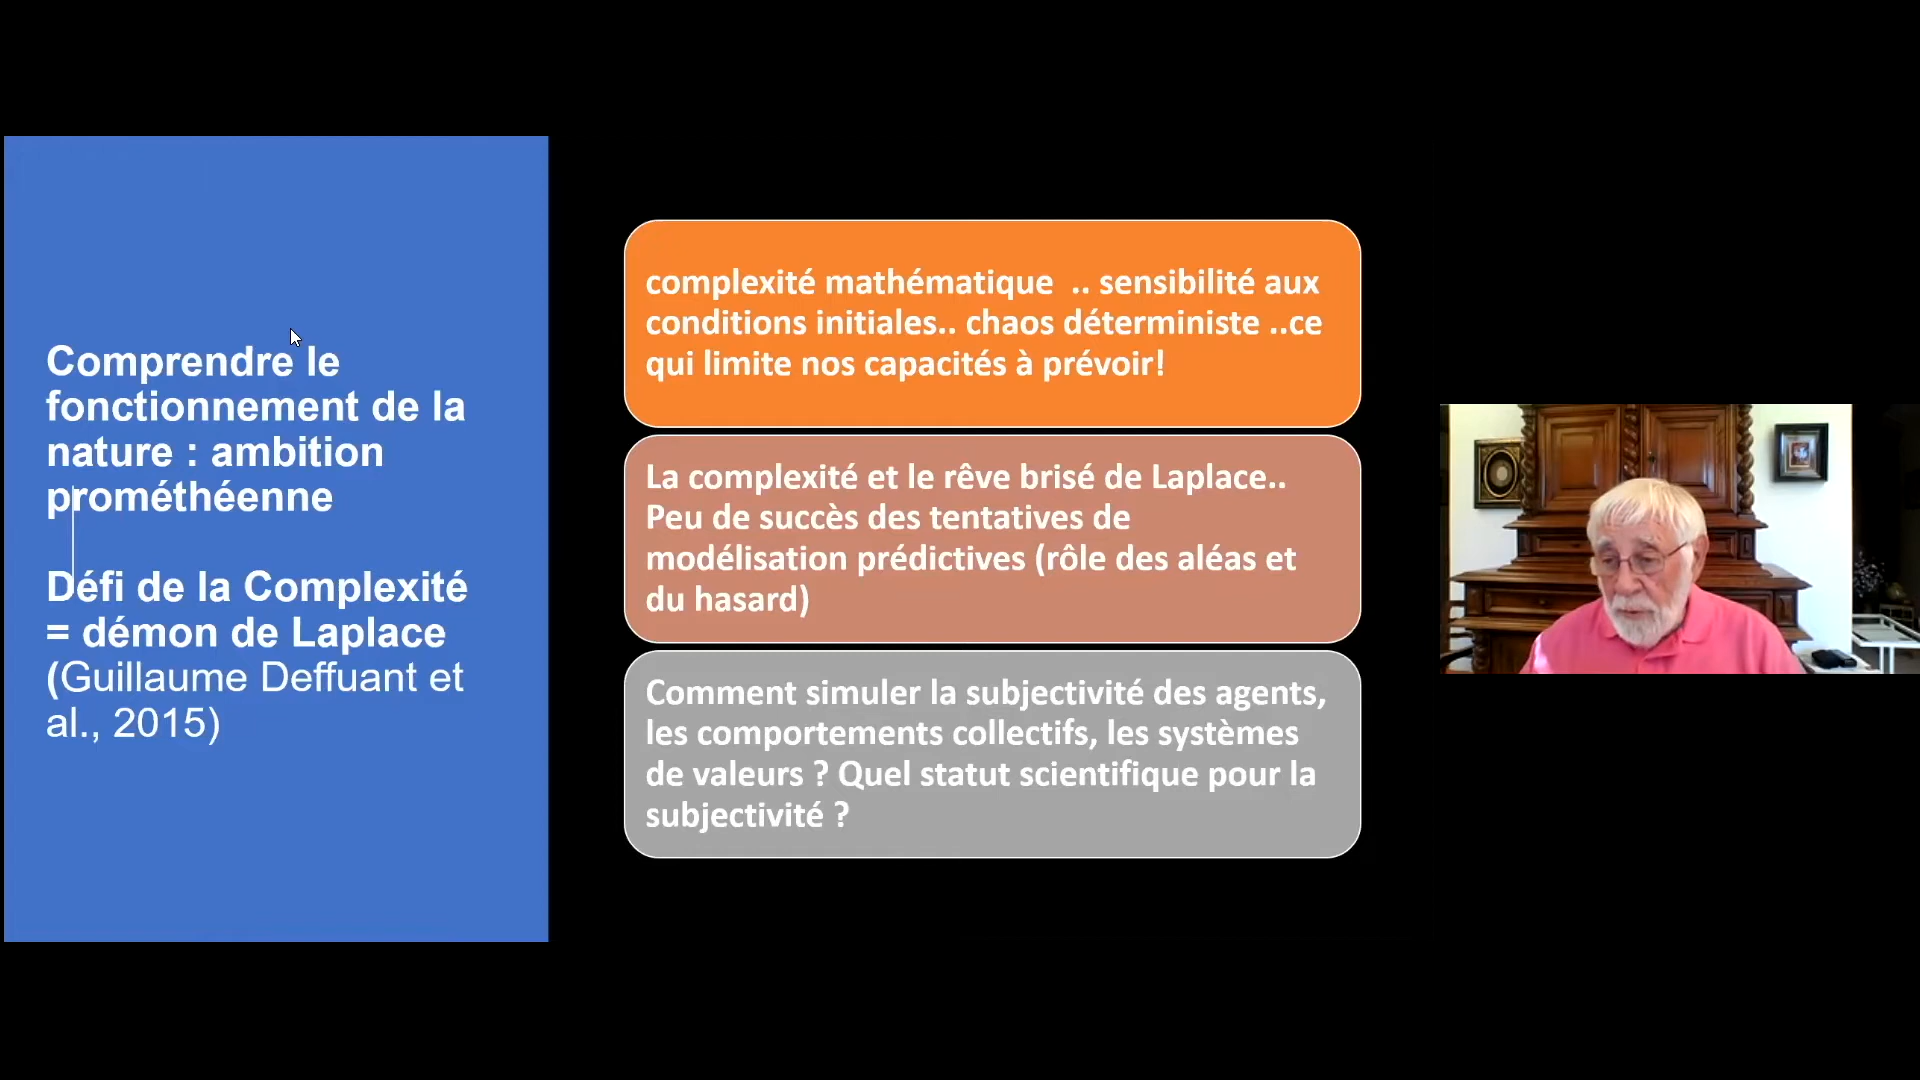 Comprendre le
fonctionnement de la
nature : ambition
prométhéenne
Défi de la Complexité
= démon de Laplace
(Guillaume Deffuant et
al., 2015)
complexité mathématique  .. sensibilité aux
conditions initiales.. chaos déterministe ..ce
qui limite nos capacités à prévoir!
La complexité et le rêve brisé de Laplace..
Peu de succès des tentatives de
modélisation prédictives (rôle des aléas et
du hasard)
Comment simuler la subjectivité des agents,
les comportements collectifs, les systèmes
de valeurs ? Quel statut scientifique pour la
subjectivité ?